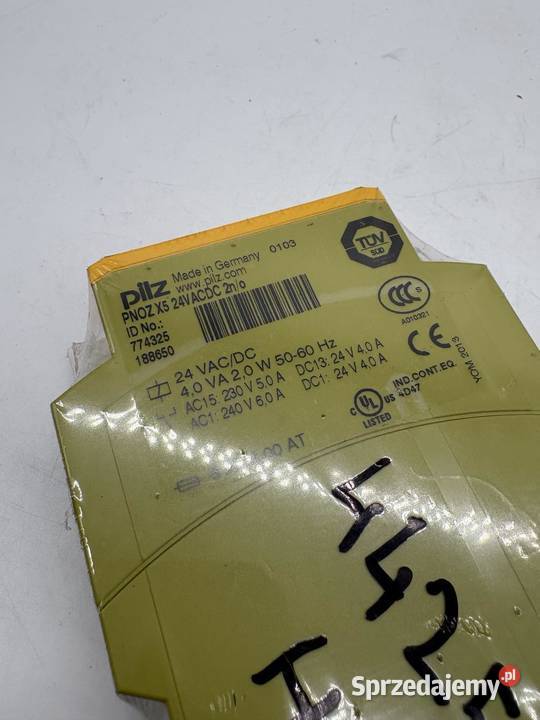 pilz Made in Germany 0103
www.pilz.com
PNOZ X5 24VACDC 2n/o
ID No.:
774325
188650
24 VAC/DC
4,0 VA 2,0 W 50-60 Hz
AC15: 230 V 5,0 A DC13: 24 V 4,0 A
AC1: 240 V 6,0 A DC1: 24 V 4,0 A
AT
TÜV
SÜD
CCC S
A010321
CE
YOM 2013
C UL US
LISTED
IND.CONT.EQ.
4D47
Sprzedajemy.pl